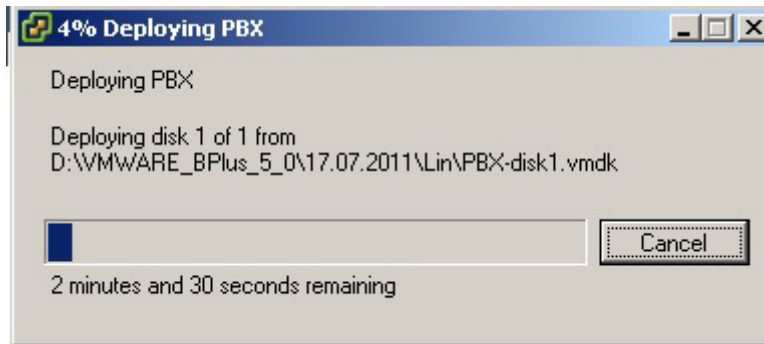 4% Deploying PBX
Deploying PBX
Deploying disk 1 of 1 from
D:\VMWARE_BPlus_5_0\17.07.2011\Lin\PBX-disk1.vmdk
Cancel
2 minutes and 30 seconds remaining